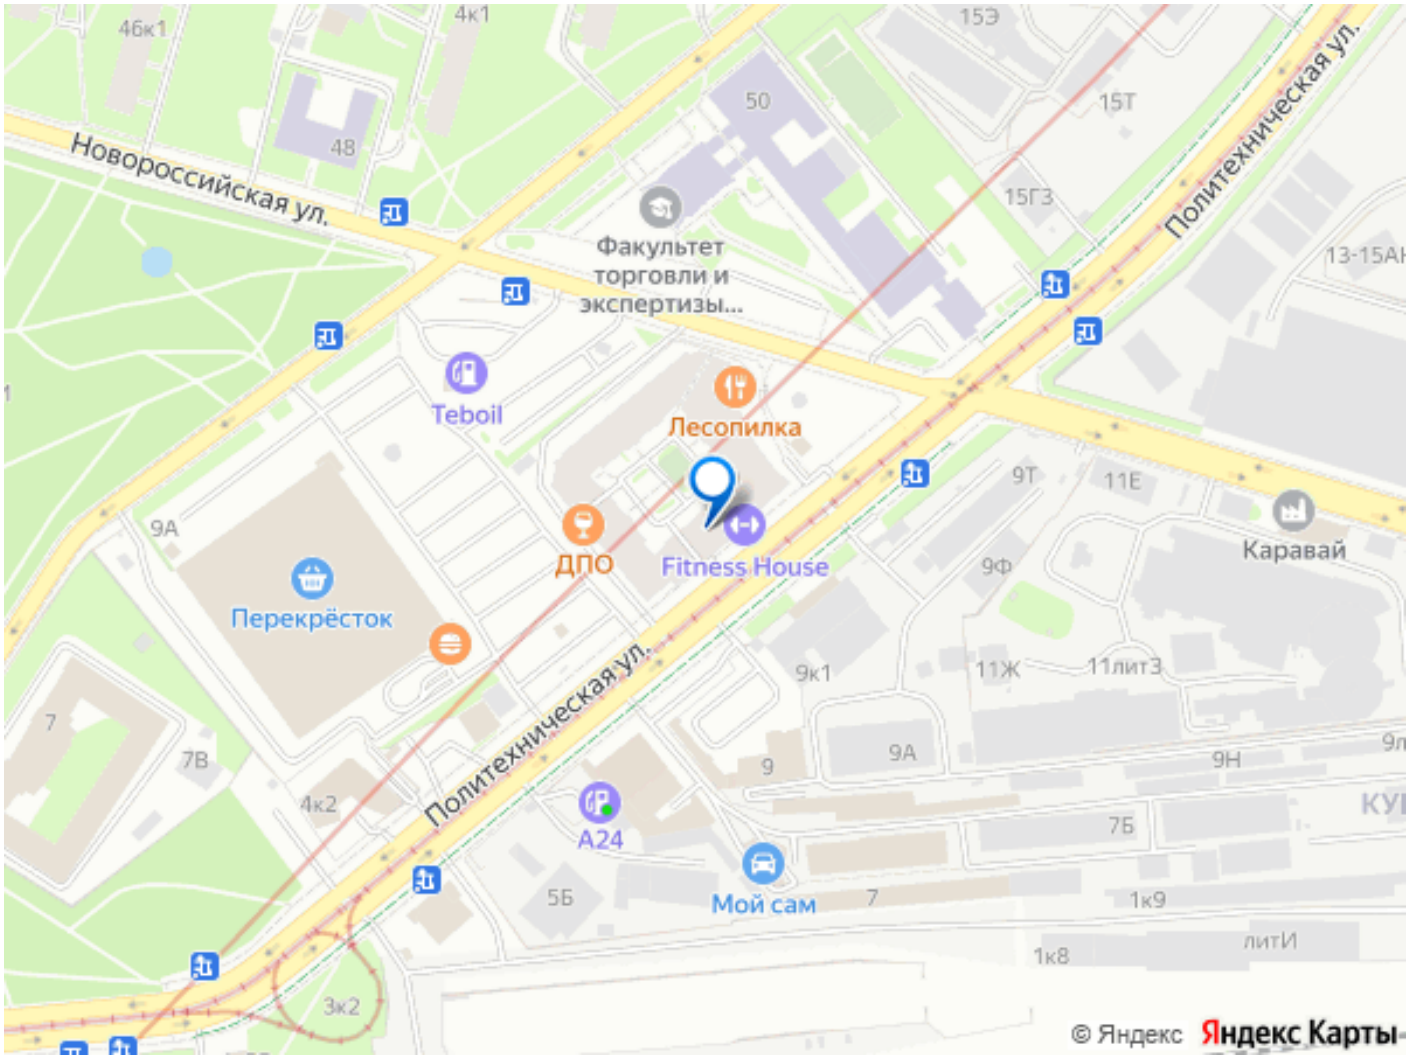 46к1
4к1
15Э
50
15Т
Политехническая ул.
48
Новороссийская ул.
15Г3
Факультет
торговли и
экспертизы...
13-15А
Teboil
Лесопилка
9Т
11Е
9А
ДПО
Fitness House
Каравай
9Ф
Перекрёсток
9к1
11Ж
11лит3
7
7В
Политехническая ул.
9
9А
9Н
4к2
А24
7Б
5Б
Мой сам
7
1к9
литИ
1к8
3к2
© Яндекс Яндекс Карты